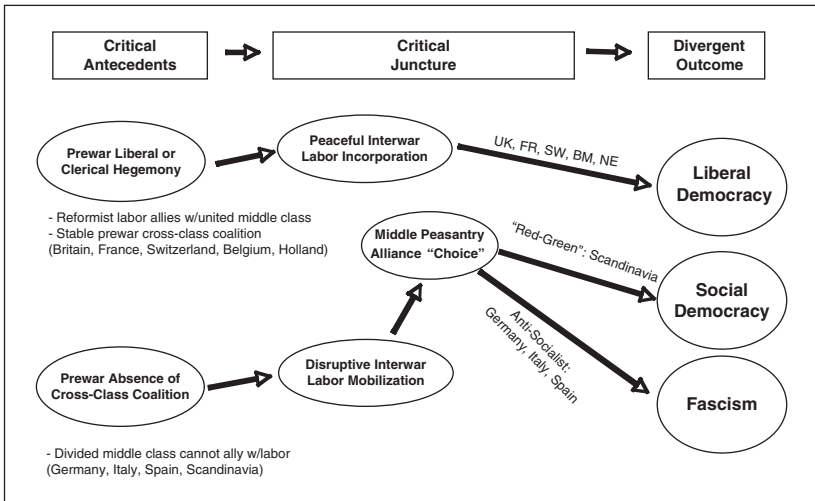 Critical
Antecedents
Critical
Juncture
Divergent
Outcome
Prewar Liberal or
Clerical Hegemony
Peaceful Interwar
Labor Incorporation
UK, FR, SW, BM, NE
Liberal
Democracy
- Reformist labor allies w/united middle class
- Stable prewar cross-class coalition
(Britain, France, Switzerland, Belgium, Holland)
Middle Peasantry
Alliance “Choice”
“Red-Green”: Scandinavia
Social
Democracy
Anti-Socialist:
Germany, Italy, Spain
Prewar Absence of
Cross-Class Coalition
Disruptive Interwar
Labor Mobilization
Fascism
- Divided middle class cannot ally w/labor
(Germany, Italy, Spain, Scandinavia)